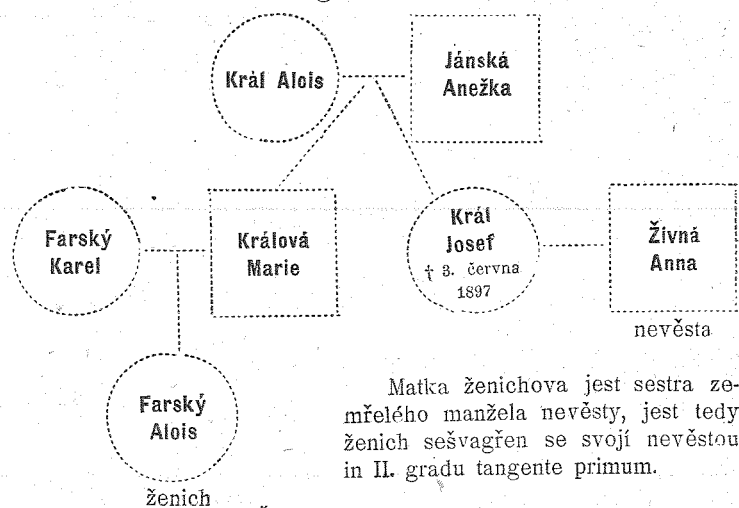 Král Alois
Jánská
Anežka
Farský
Karel
Králová
Marie
Král
Josef
† 3. června
1897
Živná
Anna
nevěsta
Farský
Alois
ženich
Matka ženichova jest sestra ze-
mřelého manžela nevěsty, jest tedy
ženich sešvagřen se svojí nevěstou
in II. gradu tangente primum.